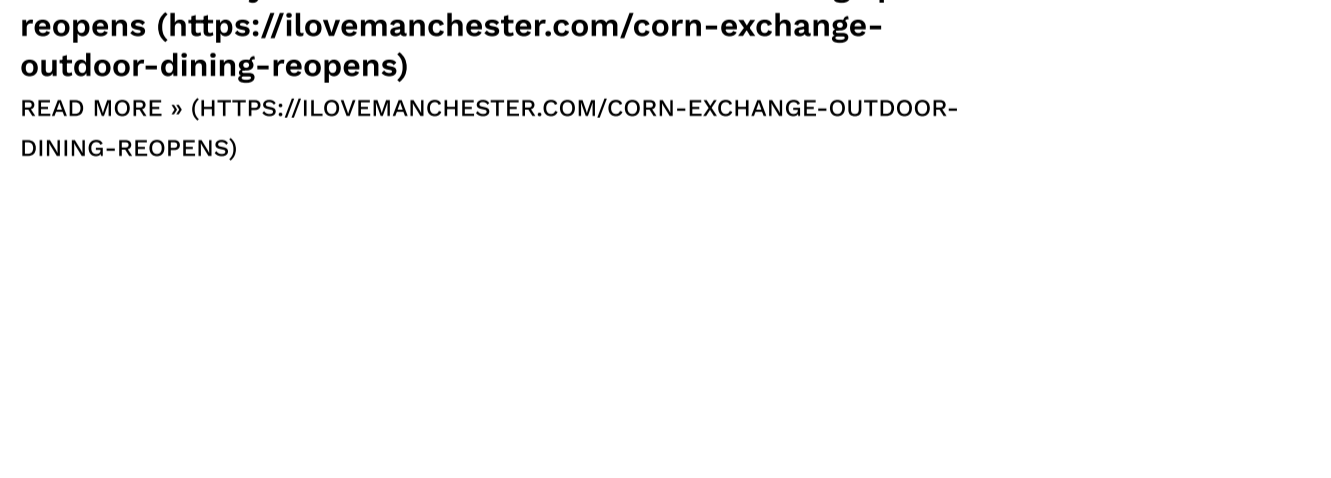 reopens (https://ilovemanchester.com/corn-exchange-
outdoor-dining-reopens)
READ MORE » (HTTPS://ILOVEMANCHESTER.COM/CORN-EXCHANGE-OUTDOOR-
DINING-REOPENS)